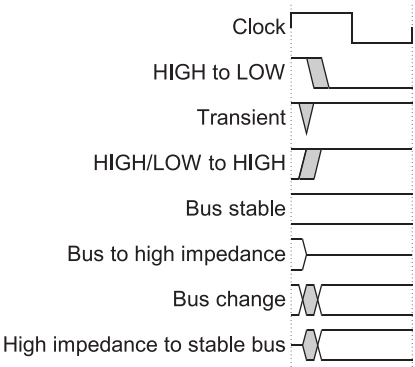 Clock
HIGH to LOW
Transient
HIGH/LOW to HIGH
Bus stable
Bus to high impedance
Bus change
High impedance to stable bus